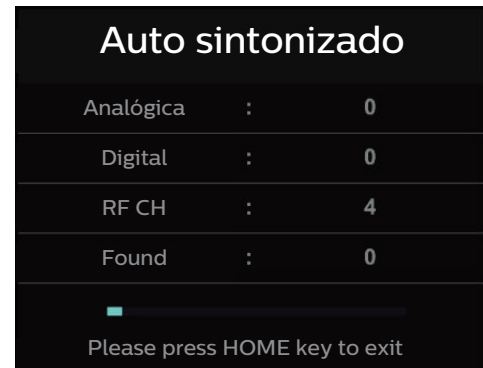 Auto sintonizado
Analógica : 0
Digital : 0
RF CH : 4
Found : 0
Please press HOME key to exit